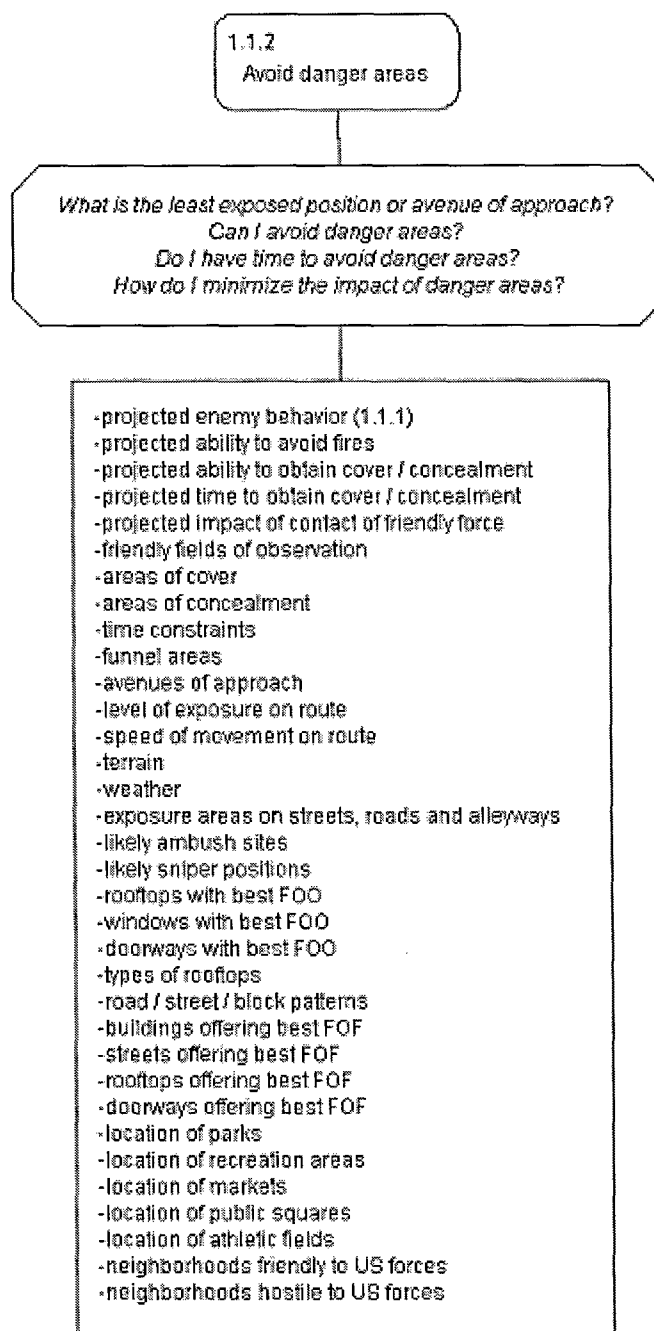 1.1.2
Avoid danger areas
What is the least exposed position or avenue of approach?
Can I avoid danger areas?
Do I have time to avoid danger areas?
How do I minimize the impact of danger areas?
-projected enemy behavior (1.1.1)
-projected ability to avoid fires
-projected ability to obtain cover / concealment
-projected time to obtain cover / concealment
-projected impact of contact of friendly force
-friendly fields of observation
-areas of cover
-areas of concealment
-time constraints
-funnel areas
-avenues of approach
-level of exposure on route
-speed of movement on route
-terrain
-weather
-exposure areas on streets, roads and alleyways
-likely ambush sites
-likely sniper positions
-rooftops with best FOO
-windows with best FOO
-doorways with best FOO
-types of rooftops
-road / street / block patterns
-buildings offering best FOF
-streets offering best FOF
-rooftops offering best FOF
-doorways offering best FOF
-location of parks
-location of recreation areas
-location of markets
-location of public squares
-location of athletic fields
-neighborhoods friendly to US forces
-neighborhoods hostile to US forces